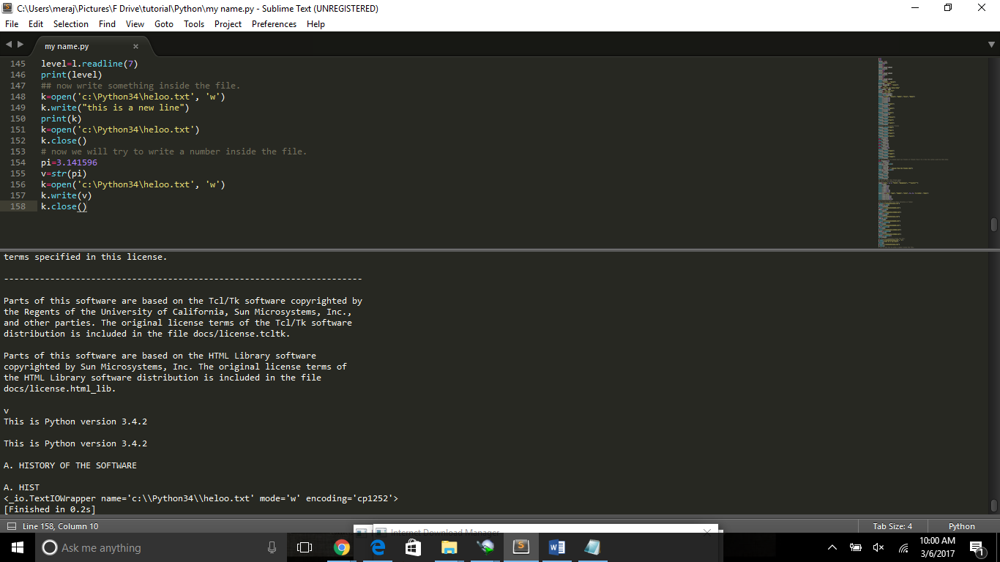 C:\Users\meraj\Pictures\F Drive\tutorial\Python\my name.py - Sublime Text (UNREGISTERED)
File Edit Selection Find View Goto Tools Project Preferences Help
my name.py
145 level=l.readline(7)
146 print(level)
147 ## now write something inside the file.
148 k=open('c:\Python34\heloo.txt', 'w')
149 k.write("this is a new line")
150 print(k)
151 k=open('c:\Python34\heloo.txt')
152 k.close()
153 # now we will try to write a number inside the file.
154 pi=3.141596
155 v=str(pi)
156 k=open('c:\Python34\heloo.txt', 'w')
157 k.write(v)
158 k.close()
terms specified in this license.
----------------------------------------------------------------------
Parts of this software are based on the Tcl/Tk software copyrighted by
the Regents of the University of California, Sun Microsystems, Inc.,
and other parties. The original license terms of the Tcl/Tk software
distribution is included in the file docs/license.tcltk.
Parts of this software are based on the HTML Library software
copyrighted by Sun Microsystems, Inc. The original license terms of
the HTML Library software distribution is included in the file
docs/license.html_lib.
v
This is Python version 3.4.2
This is Python version 3.4.2
A. HISTORY OF THE SOFTWARE
A. HIST
<_io.TextIOWrapper name='c:\\Python34\\heloo.txt' mode='w' encoding='cp1252'>
[Finished in 0.2s]
Line 158, Column 10
Tab Size: 4
Python
Internet Download Manager
Ask me anything
10:00 AM
3/6/2017
1